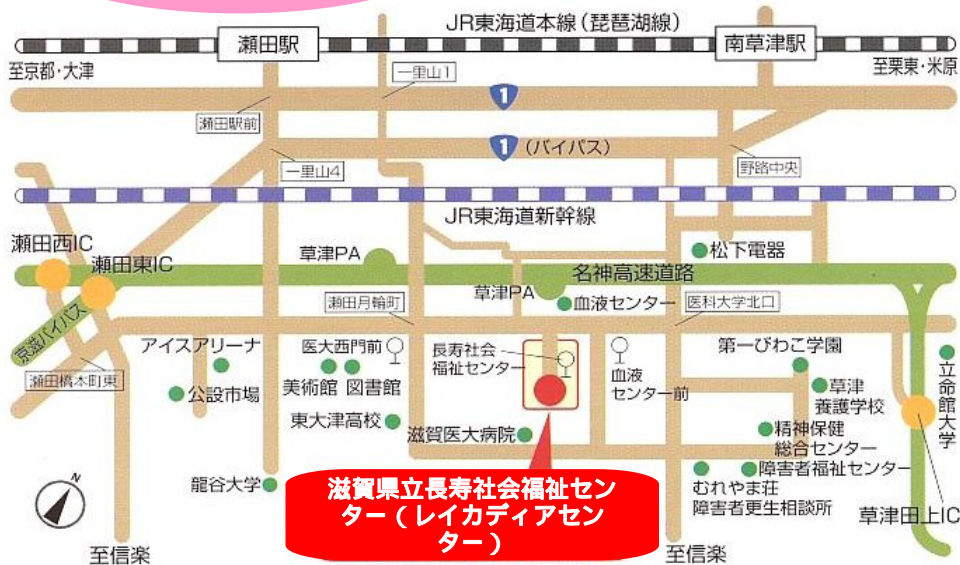 JR東海道本線（琵琶湖線）
瀬田駅
南草津駅
至京都・大津
至栗東・米原
一里山1
1
瀬田駅前
1
(バイパス)
一里山4
野路中央
JR東海道新幹線
瀬田西IC
瀬田東IC
草津PA
松下電器
名神高速道路
草津PA
瀬田月輪町
血液センター
医科大学北口
京滋バイパス
アイスアリーナ
医大西門前
長寿社会
福祉センター
血液
センター前
第一びわこ学園
瀬田橋本町東
公設市場
美術館
図書館
草津
養護学校
立命館大学
東大津高校
滋賀医大病院
精神保健
総合センター
障害者福祉センター
むれやま荘
障害者更生相談所
龍谷大学
N
滋賀県立長寿社会福祉セン
ター（レイカディアセン
ター）
草津田上IC
至信楽
至信楽